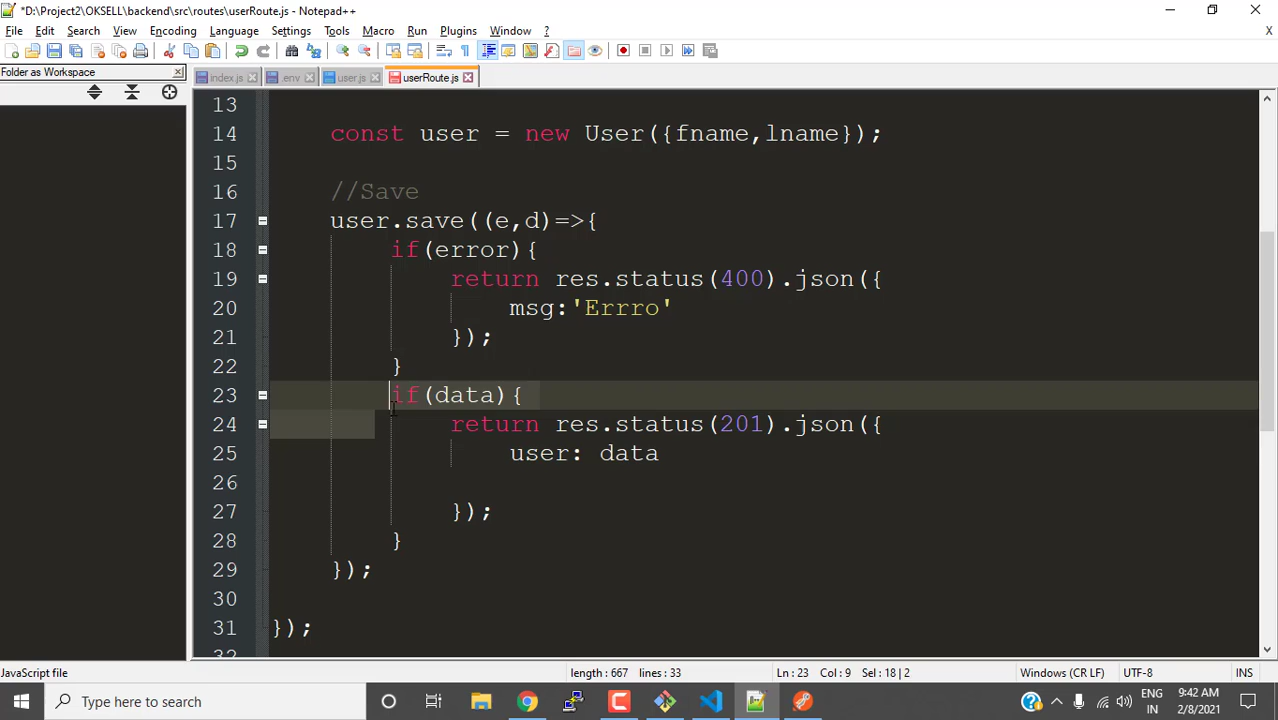 *D:\Project2\OKSELL\backend\src\routes\userRoute.js - Notepad++
File Edit Search View Encoding Language Settings Tools Macro Run Plugins Window ?
X
Folder as Workspace
index.js .env user.js userRoute.js
13
14 const user = new User({fname,lname});
15
16 //Save
17 user.save((e,d)=>{
18 if(error){
19 return res.status(400).json({
20 msg:'Errro'
21 });
22 }
23 if(data){
24 return res.status(201).json({
25 user: data
26
27 });
28 }
29 });
30
31 });
32
JavaScript file length : 667 lines : 33 Ln : 23 Col : 9 Sel : 18 | 2 Windows (CR LF) UTF-8 INS
Type here to search
ENG
IN
9:42 AM
2/8/2021